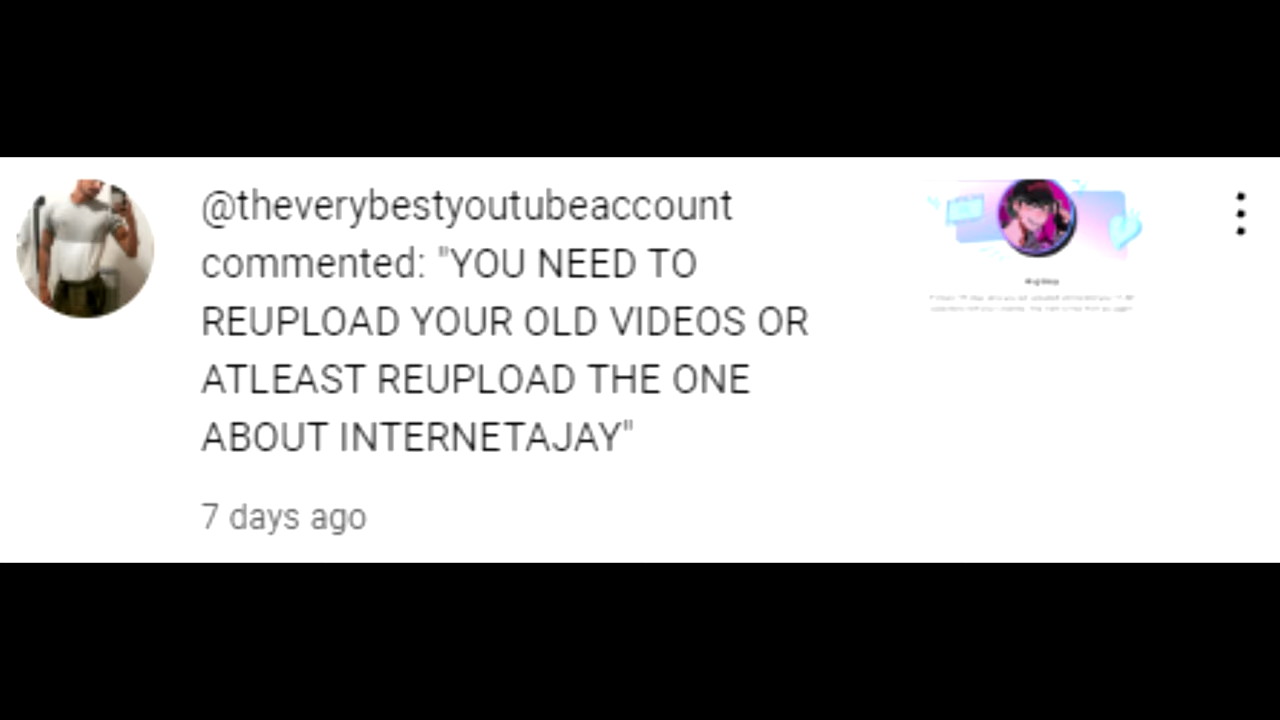 @theverybestyoutubeaccount
commented: "YOU NEED TO
REUPLOAD YOUR OLD VIDEOS OR
ATLEAST REUPLOAD THE ONE
ABOUT INTERNETAJAY"
7 days ago